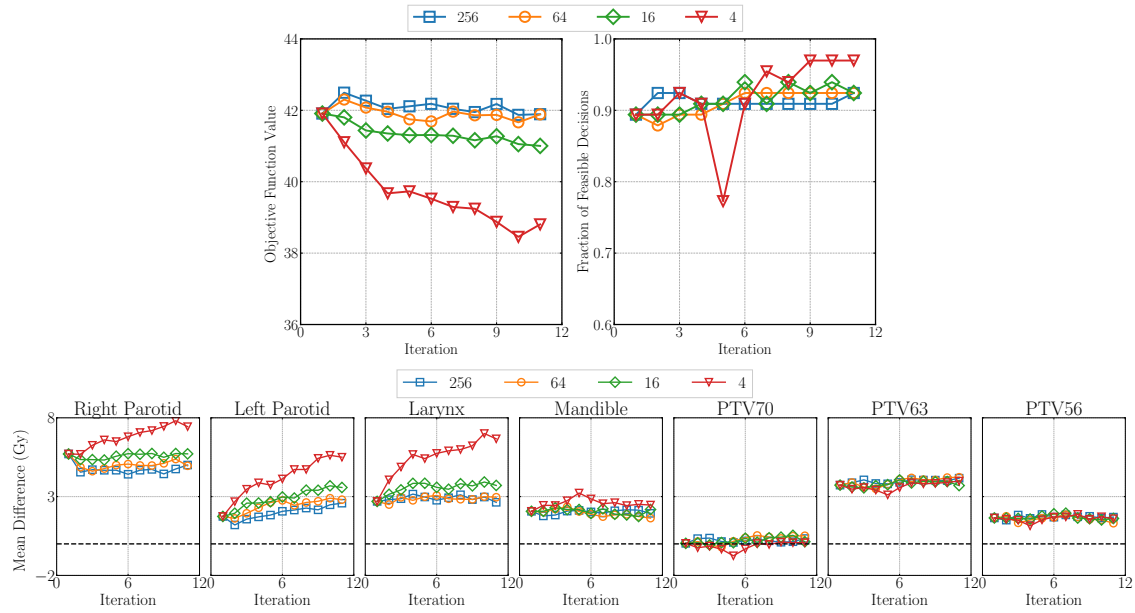 256 64 16 4
44
42
40
38
36
Objective Function Value
0 3 6 9 12
Iteration
1.0
0.9
0.8
0.7
0.6
Fraction of Feasible Decisions
0 3 6 9 12
Iteration
256 64 16 4
Right Parotid Left Parotid Larynx Mandible PTV70 PTV63 PTV56
8
3
−2
Mean Difference (Gy)
0 6 12 0 6 12 0 6 12 0 6 12 0 6 12 0 6 12 0 6 12
Iteration Iteration Iteration Iteration Iteration Iteration Iteration